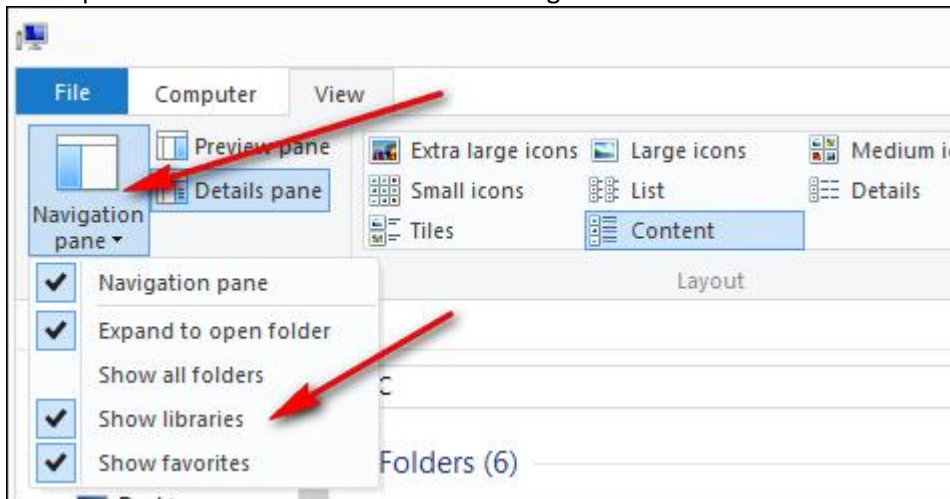 File Computer View
Preview pane
Details pane
Navigation
pane
Extra large icons Large icons Medium
Small icons List Details
Tiles Content
Layout
Navigation pane
Expand to open folder
Show all folders
Show libraries
Show favorites
C
Folders (6)